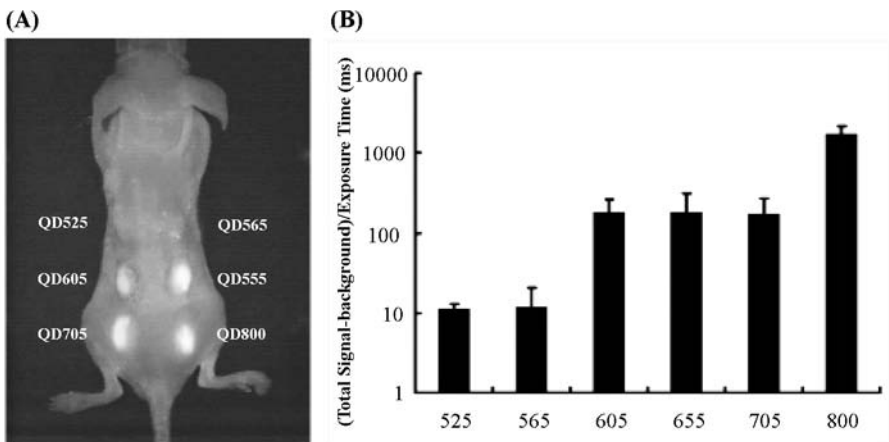 (A)
QD525 QD565
QD605 QD555
QD705 QD800
(B)
(Total Signal-background)/Exposure Time (ms)
10000
1000
100
10
1
525 565 605 655 705 800